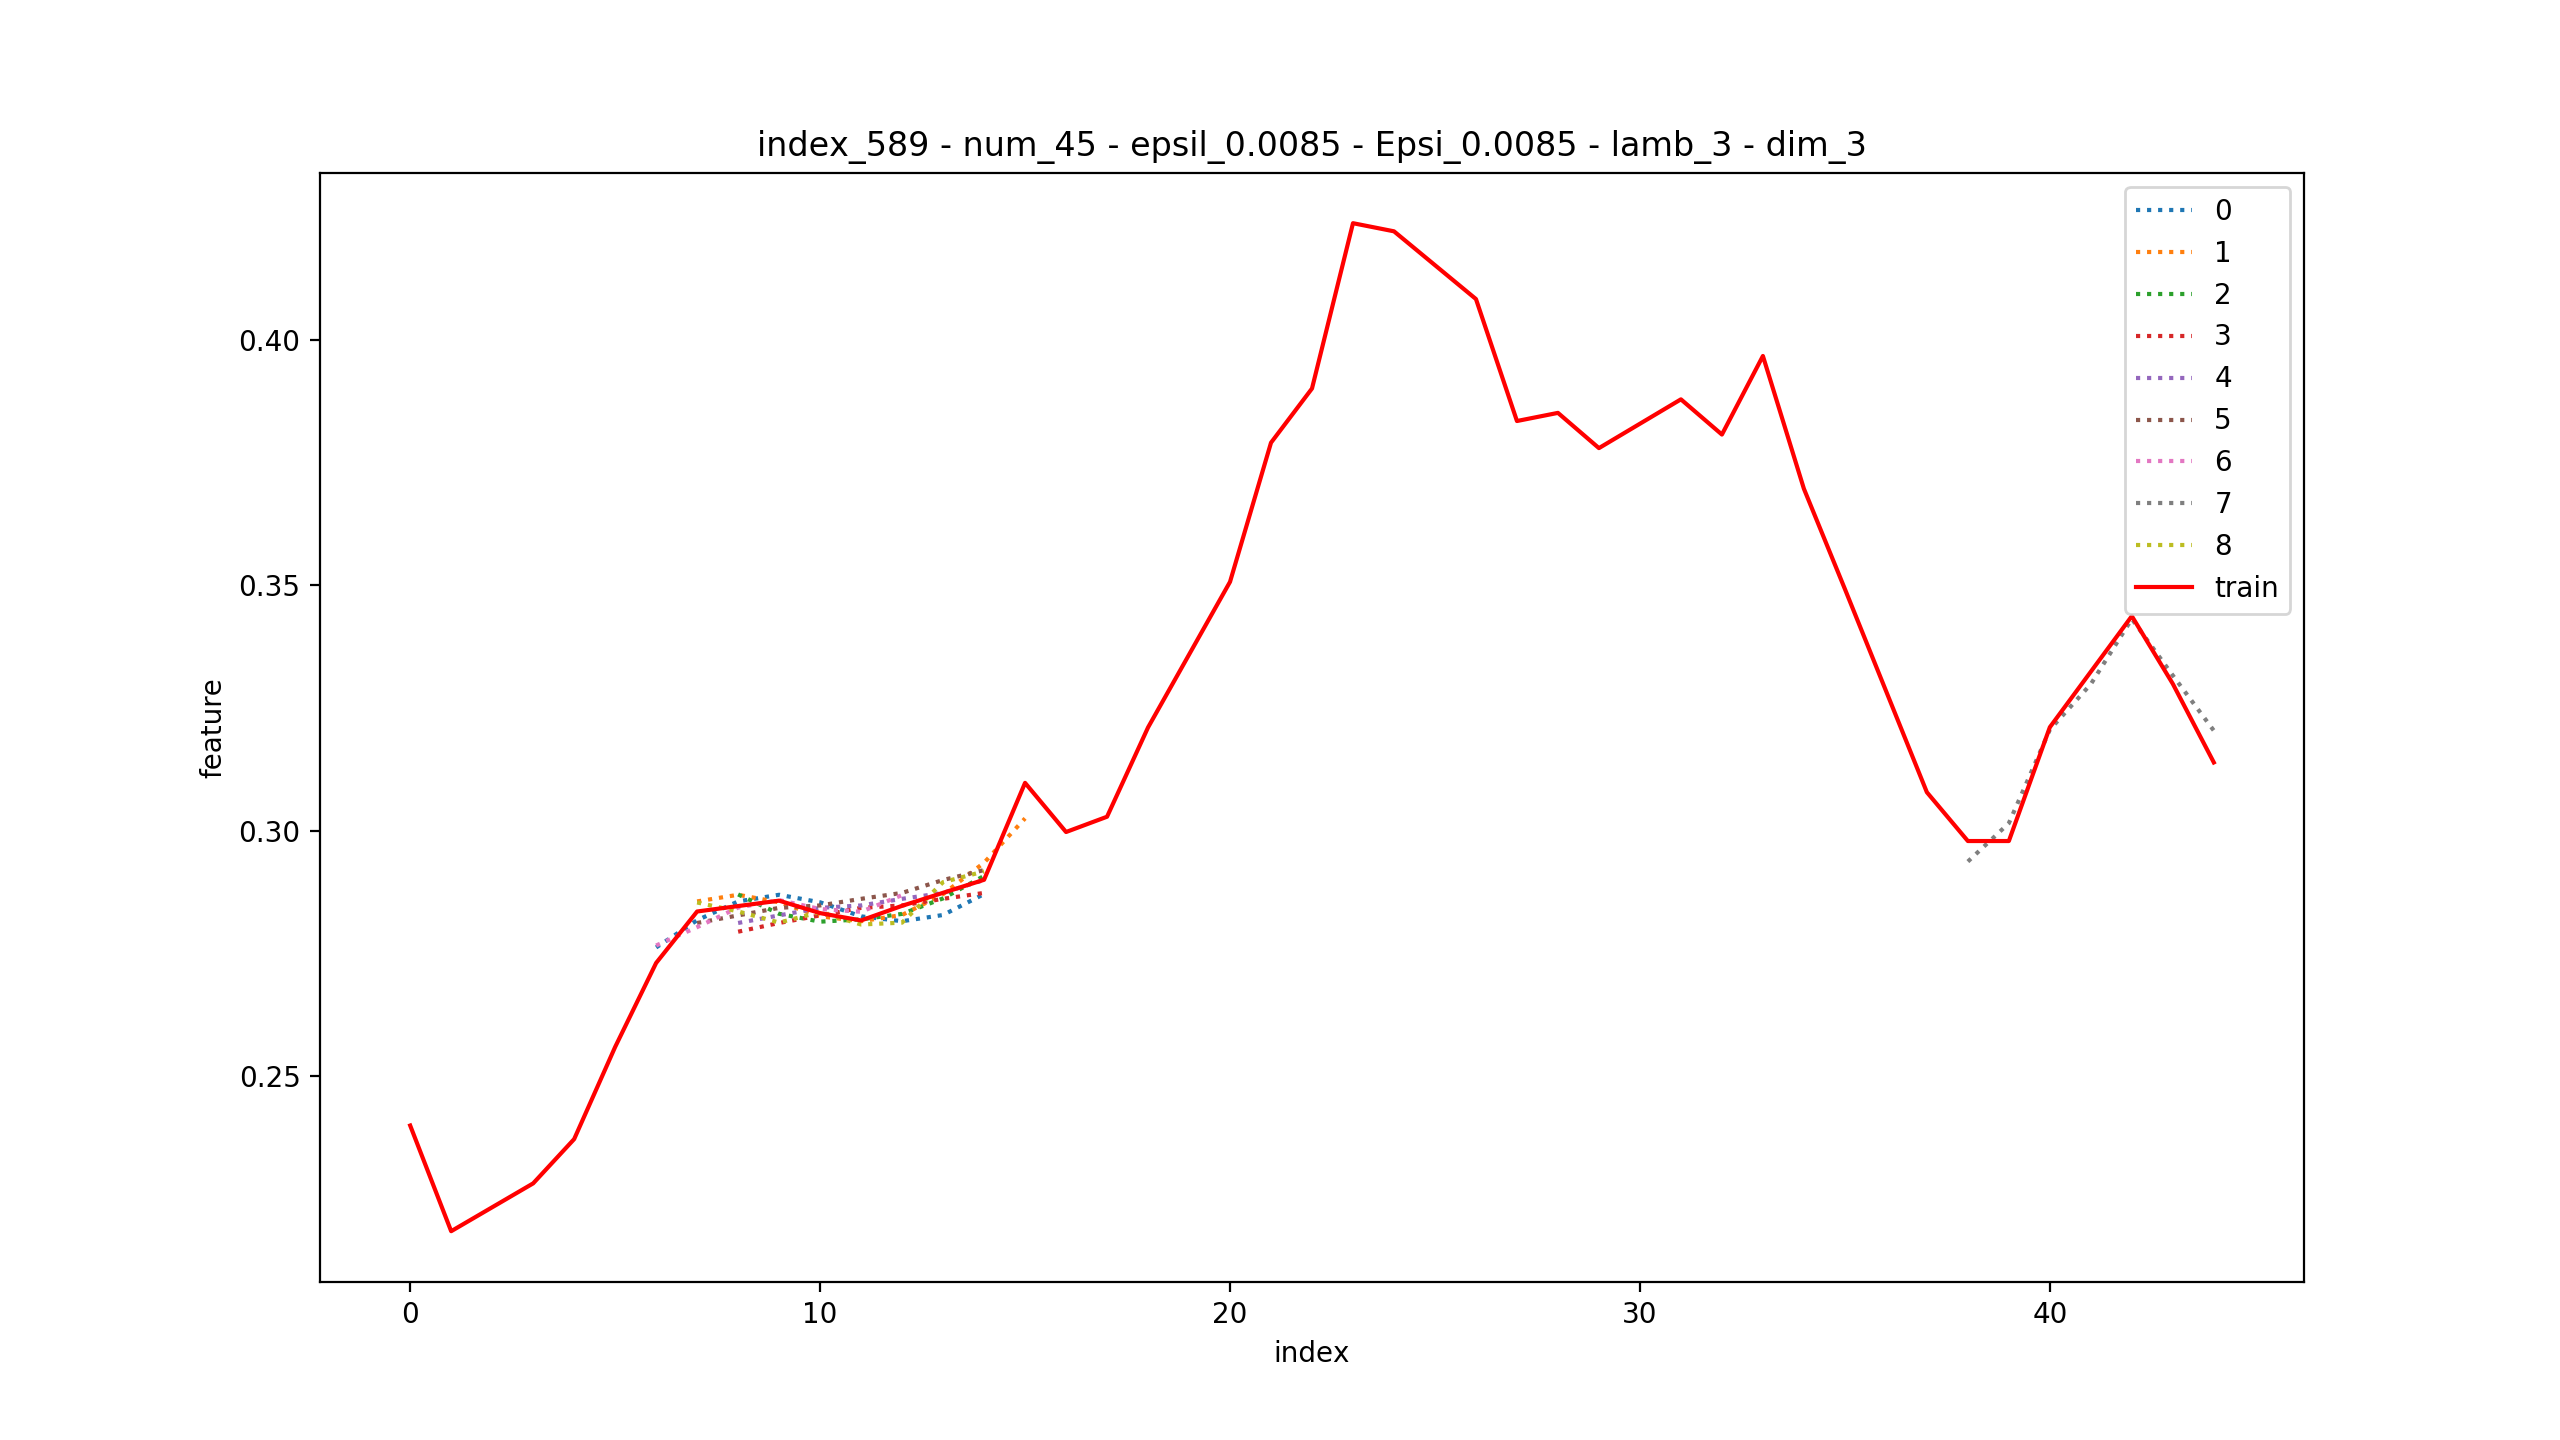 index_589 - num_45 - epsil_0.0085 - Epsi_0.0085 - lamb_3 - dim_3
0
1
2
3
4
5
6
7
8
train
0.40
0.35
0.30
0.25
feature
0 10 20 30 40
index